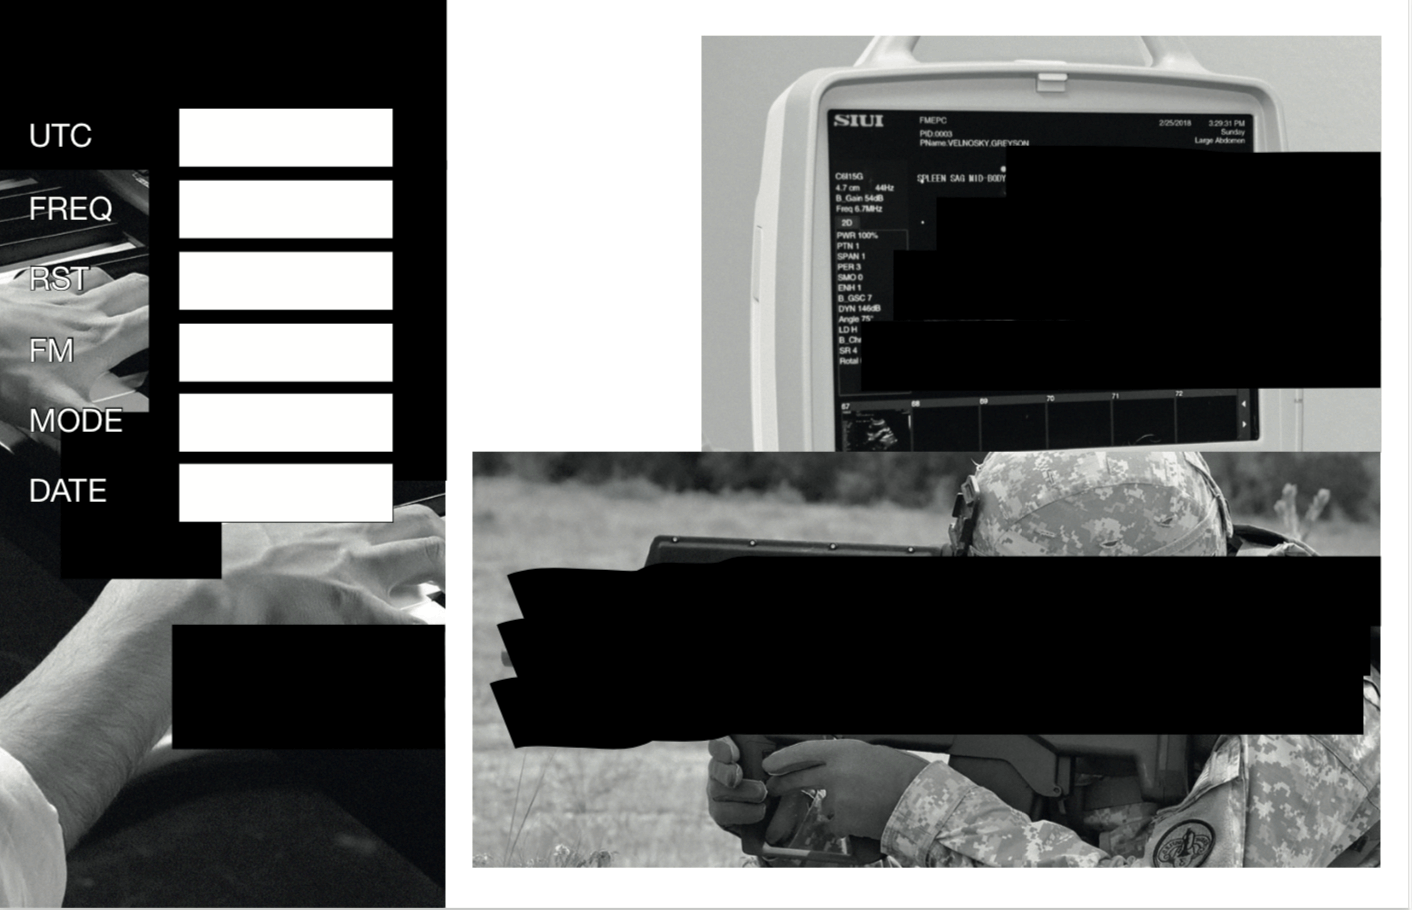 UTC
FREQ
RST
FM
MODE
DATE
SIUI
FMEPC
2/25/2018 3:29:31 PM
PID:0003
Sunday
PName:VELNOSKY,GREYSON
Large Abdomen
C6I15G
SPLEEN SAG MID-BODY
4.7 cm 44Hz
B_Gain 54dB
Freq 6.7MHz
2D
PWR 100%
PTN 1
SPAN 1
PER 3
SMO 0
ENH 1
B_GSC 7
DYN 146dB
Angle 75°
LD H
SR 4
67 68 69 70 71 72